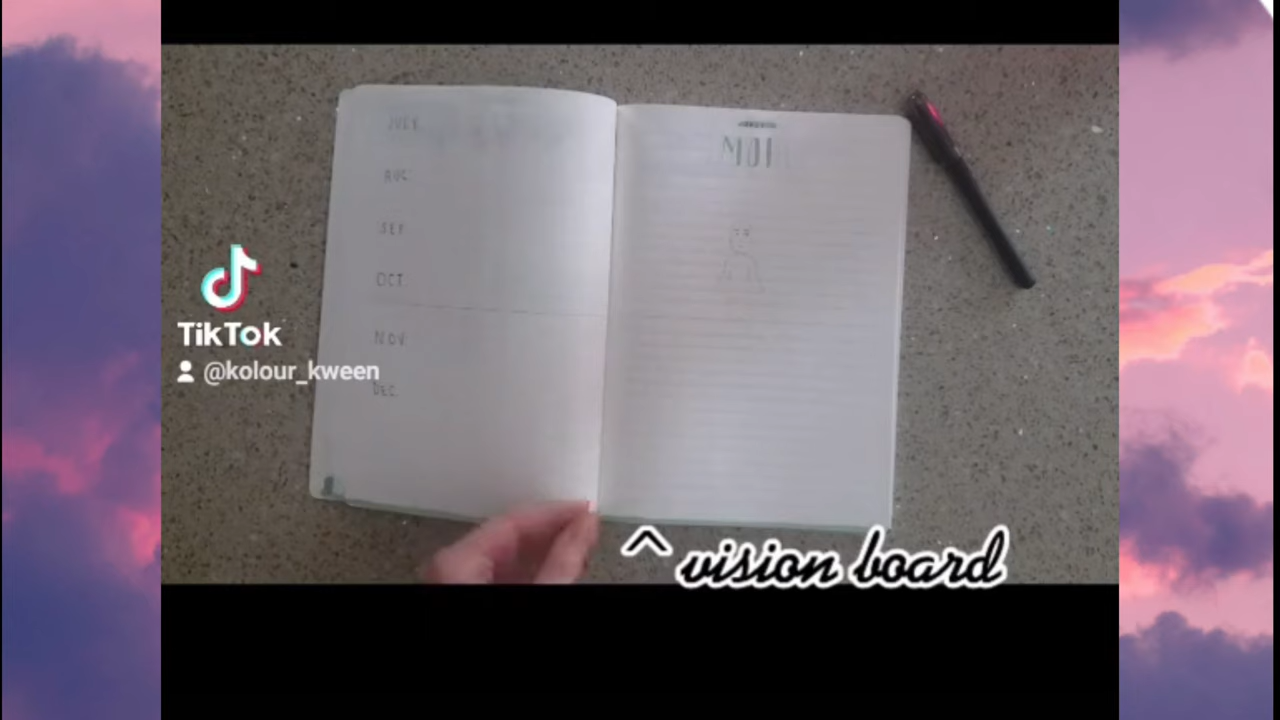 JULY
AUG
SEP
OCT
NOV
DEC
MOI
TikTok
@kolour_kween
^ vision board